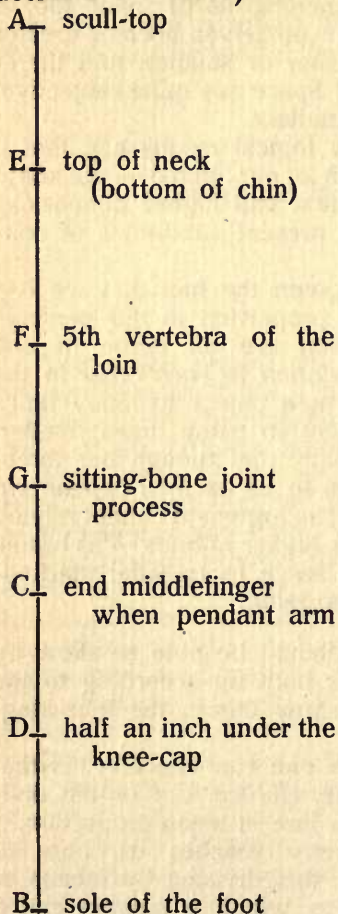 A scull-top
E top of neck
(bottom of chin)
F 5th vertebra of the
loin
G sitting-bone joint
process
C end middlefinger
when pendant arm
D half an inch under the
knee-cap
B sole of the foot